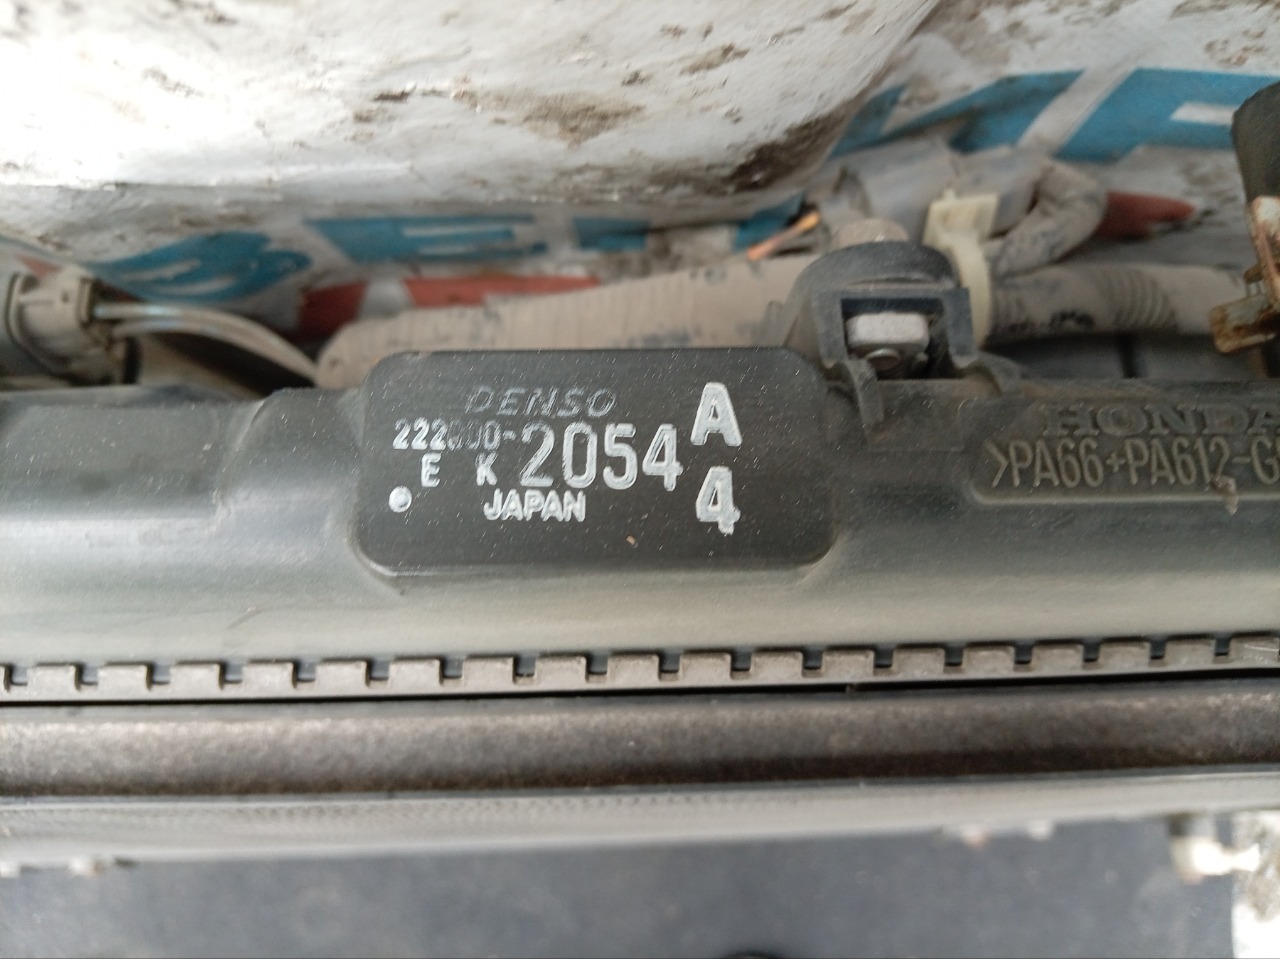 DENSO
222000-2054 A
E K
JAPAN
4
HONDA
>PA66+PA612-G